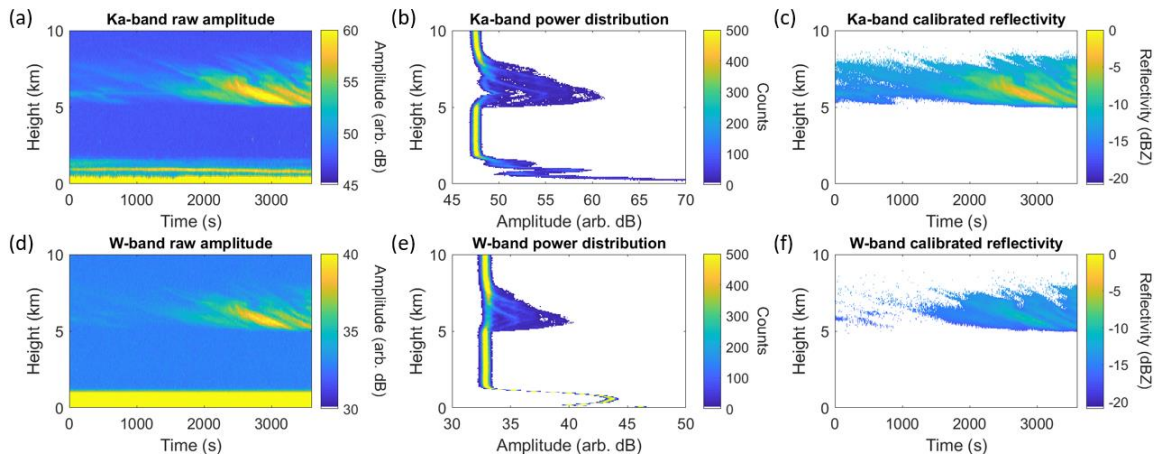 (a)
Ka-band raw amplitude
10
5
0
Height (km)
0 1000 2000 3000
Time (s)
60
55
50
45
Amplitude (arb. dB)
(b)
Ka-band power distribution
10
5
0
Height (km)
45 50 55 60 65 70
Amplitude (arb. dB)
500
400
300
200
100
0
Counts
(c)
Ka-band calibrated reflectivity
10
5
0
Height (km)
0 1000 2000 3000
Time (s)
0
-5
-10
-15
-20
Reflectivity (dBZ)
(d)
W-band raw amplitude
10
5
0
Height (km)
0 1000 2000 3000
Time (s)
40
35
30
Amplitude (arb. dB)
(e)
W-band power distribution
10
5
0
Height (km)
30 35 40 45 50
Amplitude (arb. dB)
500
400
300
200
100
0
Counts
(f)
W-band calibrated reflectivity
10
5
0
Height (km)
0 1000 2000 3000
Time (s)
0
-5
-10
-15
-20
Reflectivity (dBZ)